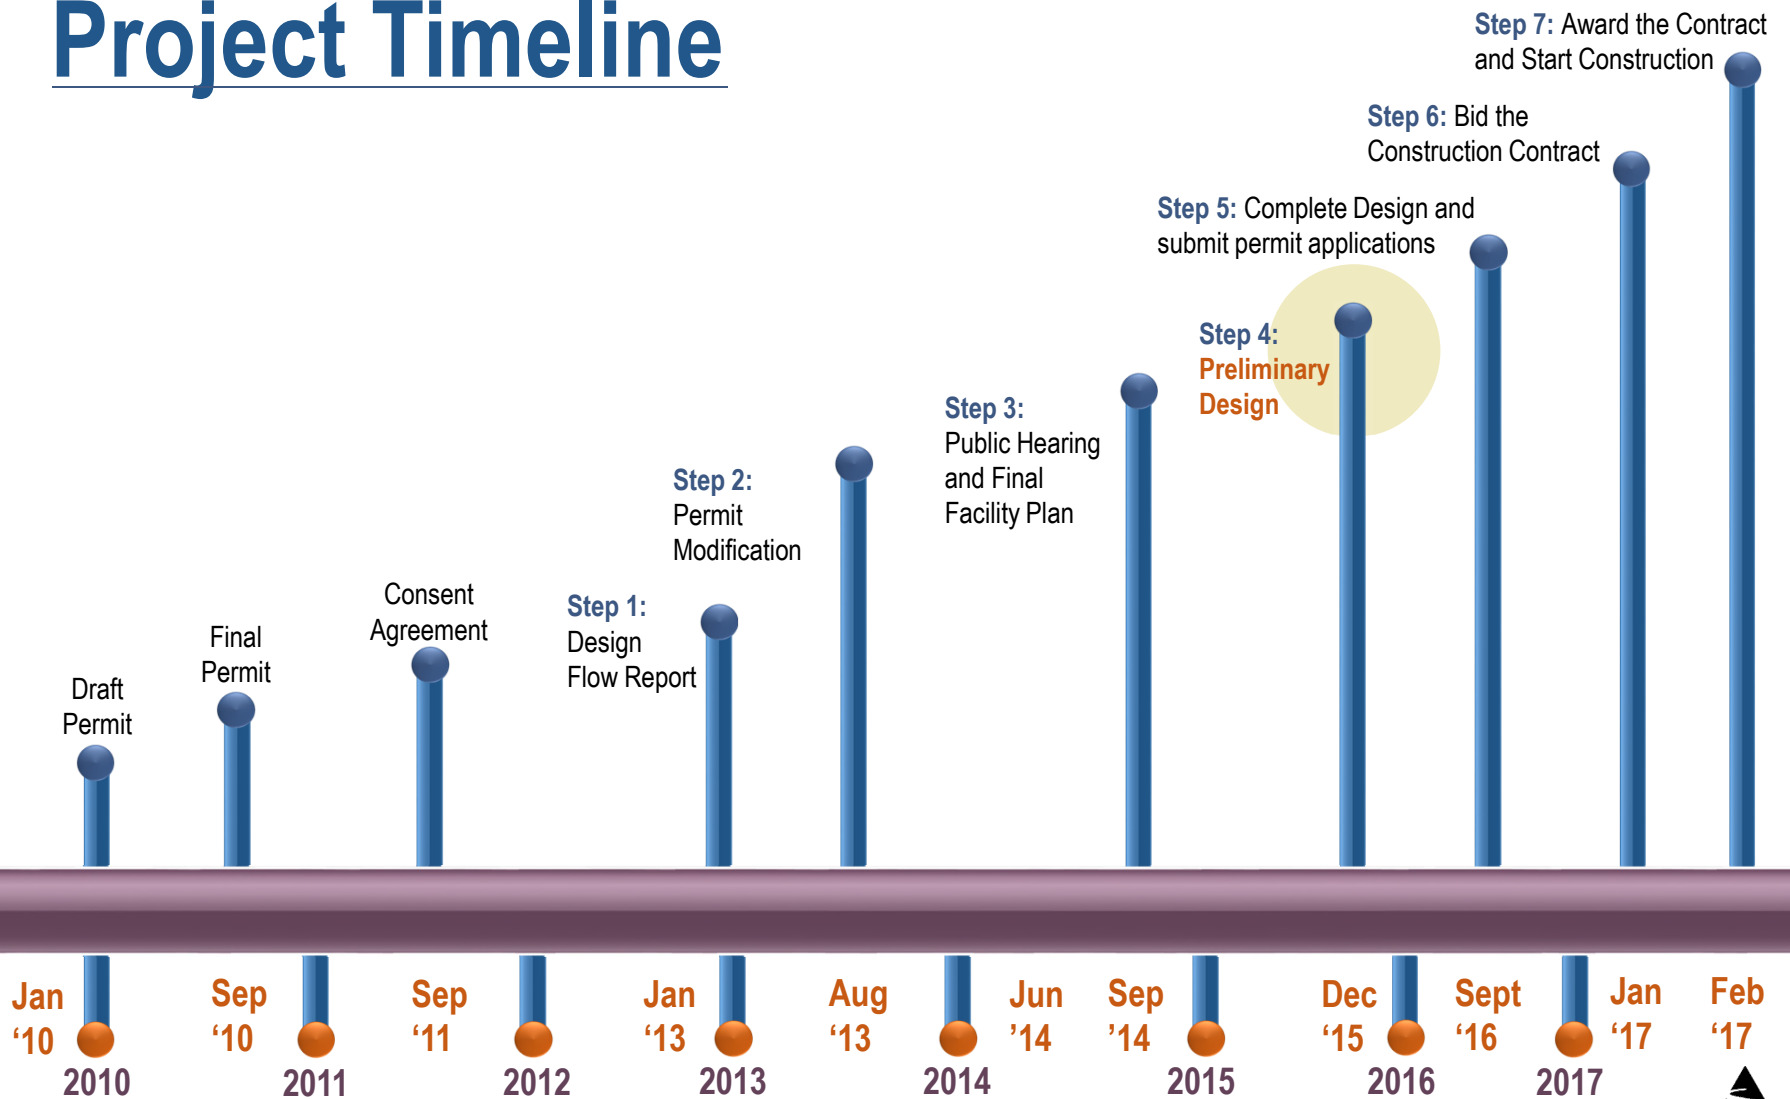 Project Timeline
Step 7: Award the Contract
and Start Construction
Step 6: Bid the
Construction Contract
Step 5: Complete Design and
submit permit applications
Step 4:
Preliminary
Design
Step 3:
Public Hearing
and Final
Facility Plan
Step 2:
Permit
Modification
Step 1:
Design
Flow Report
Consent
Agreement
Final
Permit
Draft
Permit
Jan
‘10
Sep
‘10
Sep
‘11
Jan
‘13
Aug
‘13
Jun
’14
Sep
’14
Dec
‘15
Sept
‘16
Jan
‘17
Feb
‘17
2010
2011
2012
2013
2014
2015
2016
2017